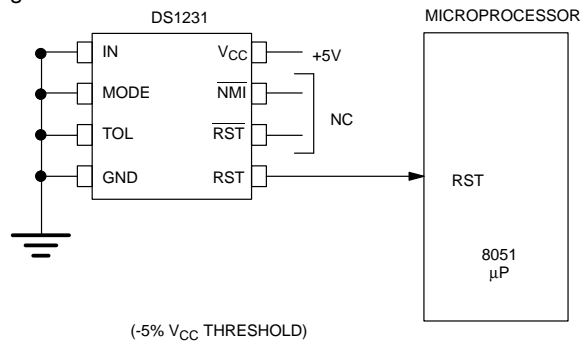 g
DS1231
MICROPROCESSOR
IN
VCC
+5V
MODE
NMI
NC
TOL
RST
GND
RST
RST
8051
µP
(-5% VCC THRESHOLD)